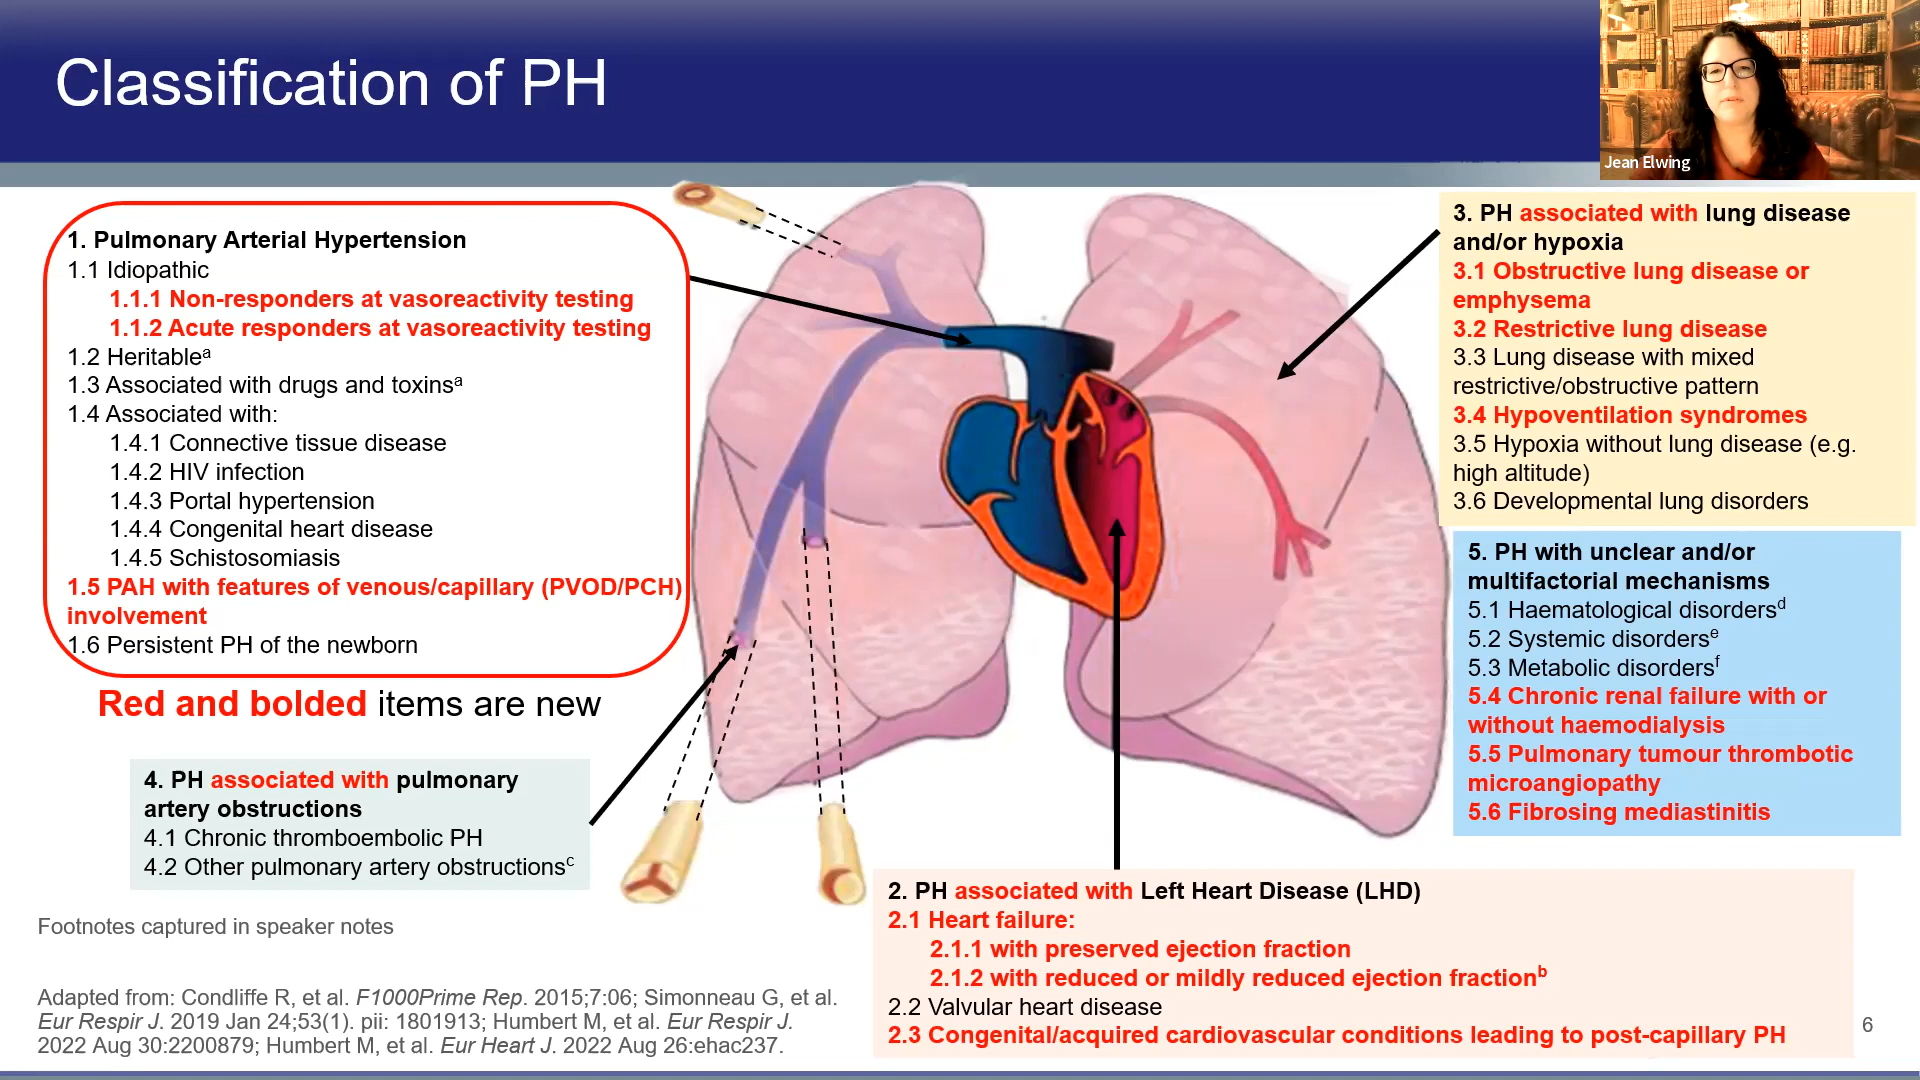 Classification of PH
Jean Elwing
1. Pulmonary Arterial Hypertension
1.1 Idiopathic
1.1.1 Non-responders at vasoreactivity testing
1.1.2 Acute responders at vasoreactivity testing
1.2 Heritableᵃ
1.3 Associated with drugs and toxinsᵃ
1.4 Associated with:
1.4.1 Connective tissue disease
1.4.2 HIV infection
1.4.3 Portal hypertension
1.4.4 Congenital heart disease
1.4.5 Schistosomiasis
1.5 PAH with features of venous/capillary (PVOD/PCH)
involvement
1.6 Persistent PH of the newborn
Red and bolded items are new
4. PH associated with pulmonary
artery obstructions
4.1 Chronic thromboembolic PH
4.2 Other pulmonary artery obstructionsᶜ
3. PH associated with lung disease
and/or hypoxia
3.1 Obstructive lung disease or
emphysema
3.2 Restrictive lung disease
3.3 Lung disease with mixed
restrictive/obstructive pattern
3.4 Hypoventilation syndromes
3.5 Hypoxia without lung disease (e.g.
high altitude)
3.6 Developmental lung disorders
5. PH with unclear and/or
multifactorial mechanisms
5.1 Haematological disordersᵈ
5.2 Systemic disordersᵉ
5.3 Metabolic disordersᶠ
5.4 Chronic renal failure with or
without haemodialysis
5.5 Pulmonary tumour thrombotic
microangiopathy
5.6 Fibrosing mediastinitis
2. PH associated with Left Heart Disease (LHD)
2.1 Heart failure:
2.1.1 with preserved ejection fraction
2.1.2 with reduced or mildly reduced ejection fractionᵇ
2.2 Valvular heart disease
2.3 Congenital/acquired cardiovascular conditions leading to post-capillary PH
Footnotes captured in speaker notes
Adapted from: Condliffe R, et al. F1000Prime Rep. 2015;7:06; Simonneau G, et al.
Eur Respir J. 2019 Jan 24;53(1). pii: 1801913; Humbert M, et al. Eur Respir J.
2022 Aug 30:2200879; Humbert M, et al. Eur Heart J. 2022 Aug 26:ehac237.
6